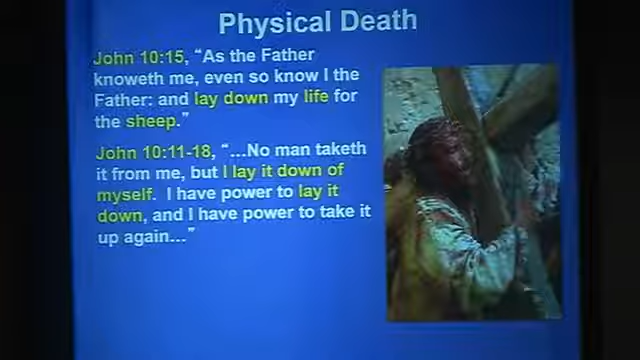 Physical Death
John 10:15, “As the Father
knoweth me, even so know I the
Father: and lay down my life for
the sheep.”
John 10:11-18, “...No man taketh
it from me, but I lay it down of
myself. I have power to lay it
down, and I have power to take it
up again...”